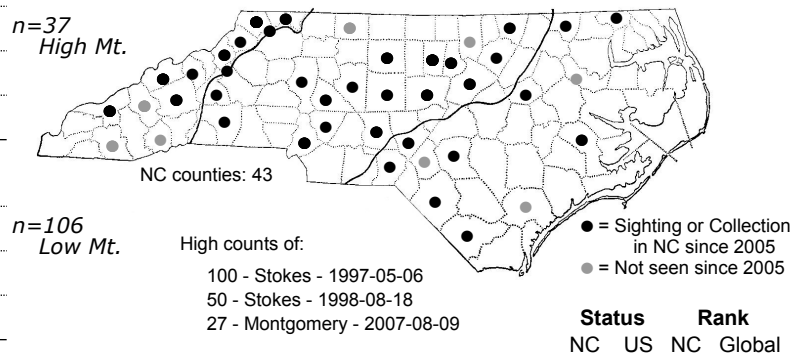 n=37
High Mt.
NC counties: 43
n=106
Low Mt.
High counts of:
100 - Stokes - 1997-05-06
50 - Stokes - 1998-08-18
27 - Montgomery - 2007-08-09
= Sighting or Collection
in NC since 2005
= Not seen since 2005
Status Rank
NC US NC Global